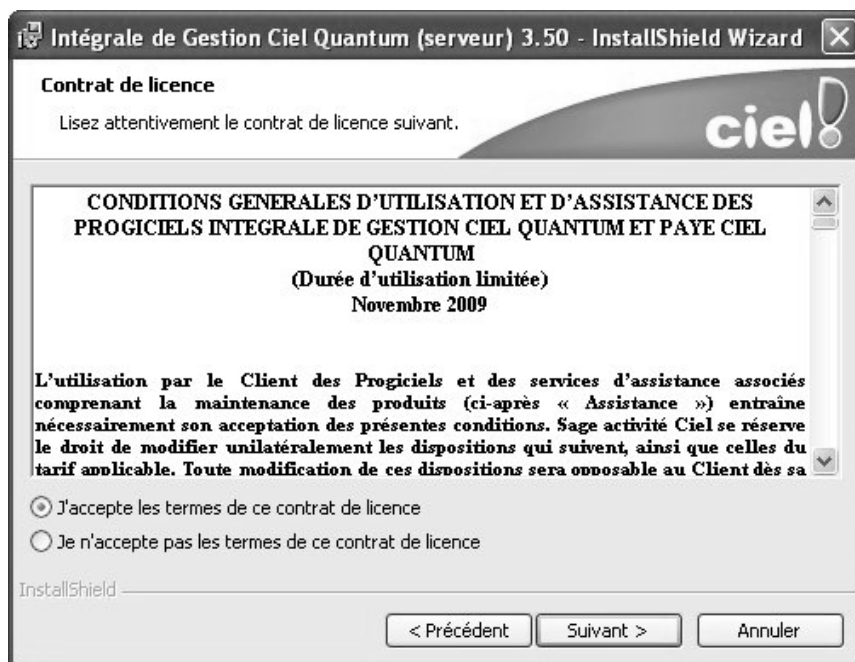 Intégrale de Gestion Ciel Quantum (serveur) 3.50 - InstallShield Wizard
Contrat de licence
Lisez attentivement le contrat de licence suivant.
ciel!
CONDITIONS GENERALES D'UTILISATION ET D'ASSISTANCE DES
PROGICIELS INTEGRALE DE GESTION CIEL QUANTUM ET PAYE CIEL
QUANTUM
(Durée d'utilisation limitée)
Novembre 2009
L'utilisation par le Client des Progiciels et des services d'assistance associés
comprenant la maintenance des produits (ci-après « Assistance ») entraîne
nécessairement son acceptation des présentes conditions. Sage activité Ciel se réserve
le droit de modifier unilatéralement les dispositions qui suivent, ainsi que celles du
tarif applicable. Toute modification de ces dispositions sera opposable au Client dès sa
J'accepte les termes de ce contrat de licence
Je n'accepte pas les termes de ce contrat de licence
InstallShield
< Précédent
Suivant >
Annuler